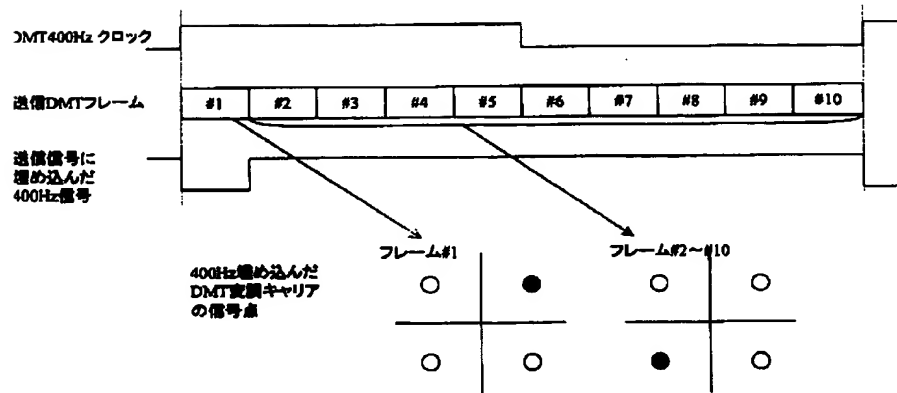 DMT400Hz クロック
送信DMTフレーム
#1 #2 #3 #4 #5 #6 #7 #8 #9 #10
送信信号に
埋め込んだ
400Hz信号
フレーム#1
フレーム#2〜#10
400Hz埋め込んだ
DMT変調キャリア
の信号点